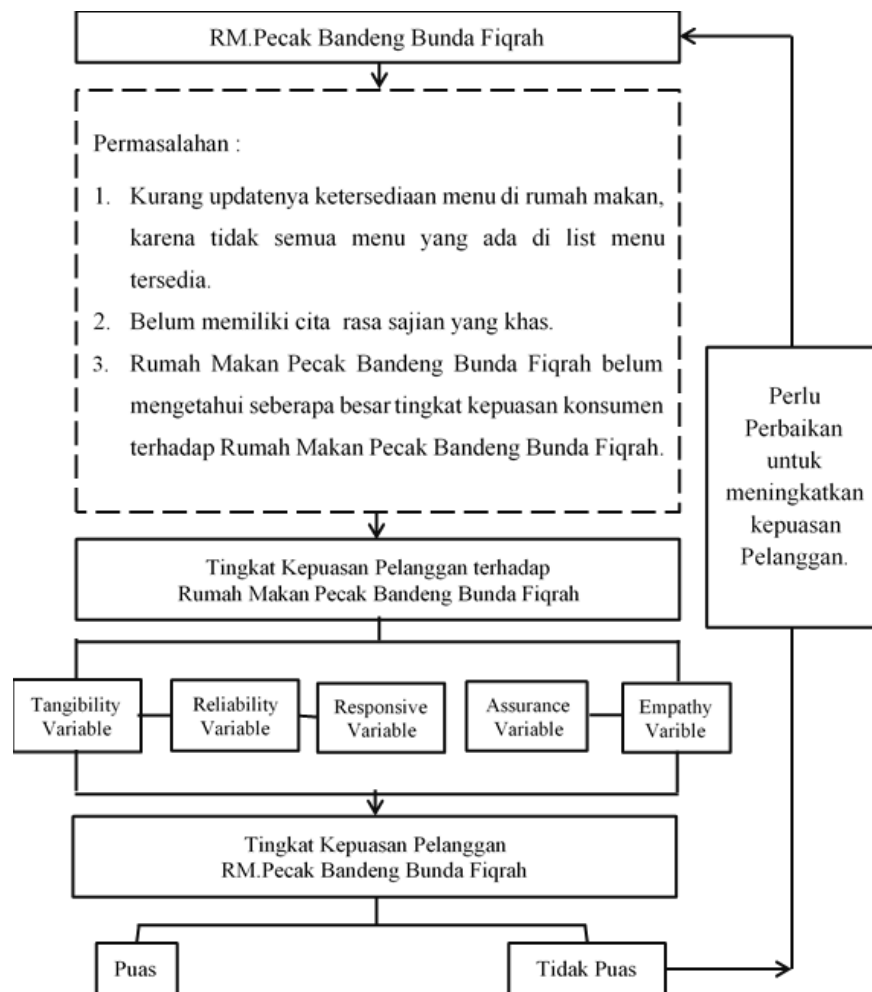 RM.Pecak Bandeng Bunda Fiqrah
Permasalahan :
1. Kurang updatenya ketersediaan menu di rumah makan,
karena tidak semua menu yang ada di list menu
tersedia.
2. Belum memiliki cita rasa sajian yang khas.
3. Rumah Makan Pecak Bandeng Bunda Fiqrah belum
mengetahui seberapa besar tingkat kepuasan konsumen
terhadap Rumah Makan Pecak Bandeng Bunda Fiqrah.
Perlu
Perbaikan
untuk
meningkatkan
kepuasan
Pelanggan.
Tingkat Kepuasan Pelanggan terhadap
Rumah Makan Pecak Bandeng Bunda Fiqrah
Tangibility
Variable
Reliability
Variable
Responsive
Variable
Assurance
Variable
Empathy
Varible
Tingkat Kepuasan Pelanggan
RM.Pecak Bandeng Bunda Fiqrah
Puas
Tidak Puas